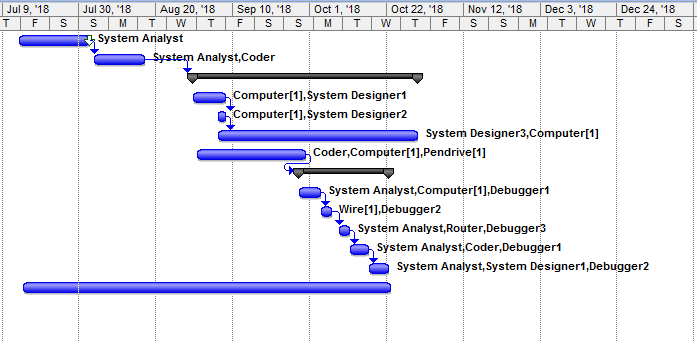 Jul 9, '18 Jul 30, '18 Aug 20, '18 Sep 10, '18 Oct 1, '18 Oct 22, '18 Nov 12, '18 Dec 3, '18 Dec 24, '18
T F S S M T W T F S S M T W T F S S M T W T F S S M T
System Analyst
System Analyst,Coder
Computer[1],System Designer1
Computer[1],System Designer2
System Designer3,Computer[1]
Coder,Computer[1],Pendrive[1]
System Analyst,Computer[1],Debugger1
Wire[1],Debugger2
System Analyst,Router,Debugger3
System Analyst,Coder,Debugger1
System Analyst,System Designer1,Debugger2